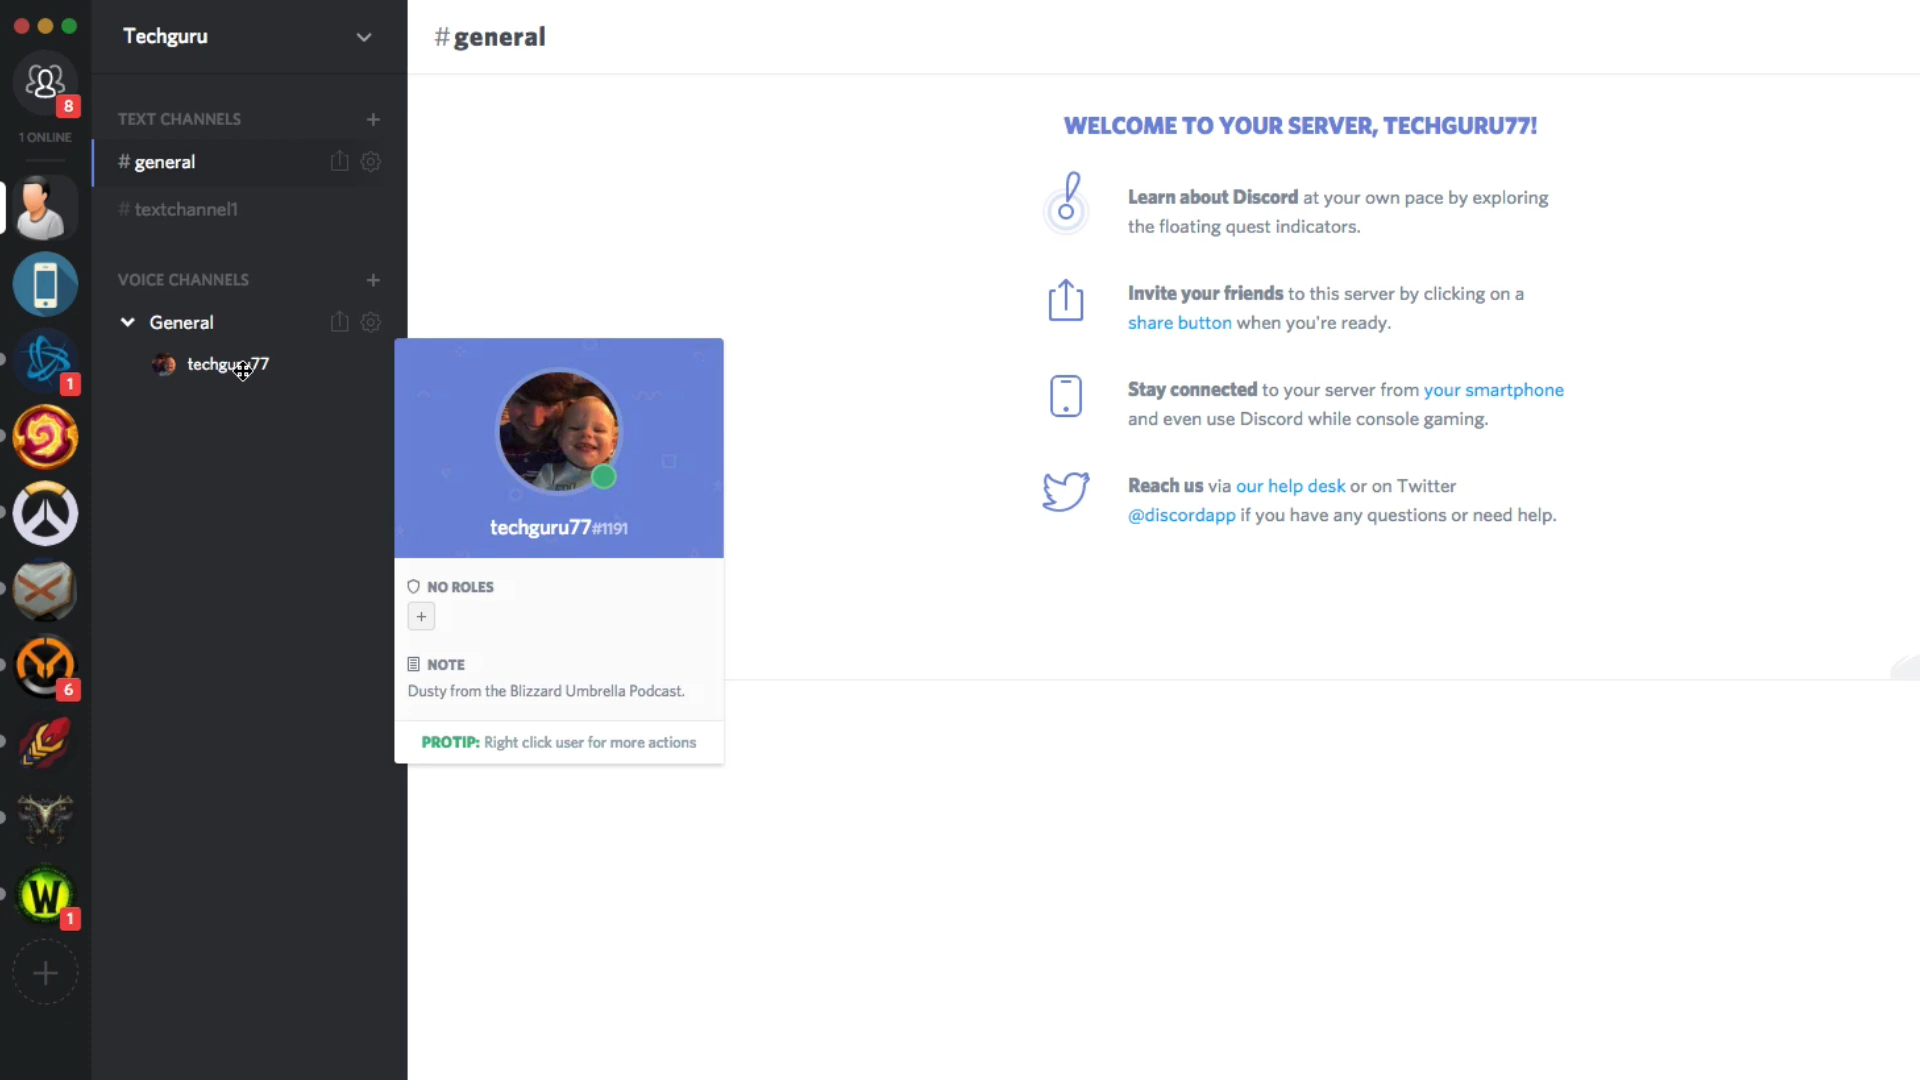 Techguru
8
1 ONLINE
TEXT CHANNELS
# general
# textchannel1
VOICE CHANNELS
General
techguru77
1
6
W
1
#general
techguru77#1191
NO ROLES
NOTE
Dusty from the Blizzard Umbrella Podcast.
PROTIP: Right click user for more actions
WELCOME TO YOUR SERVER, TECHGURU77!
Learn about Discord at your own pace by exploring
the floating quest indicators.
Invite your friends to this server by clicking on a
share button when you're ready.
Stay connected to your server from your smartphone
and even use Discord while console gaming.
Reach us via our help desk or on Twitter
@discordapp if you have any questions or need help.